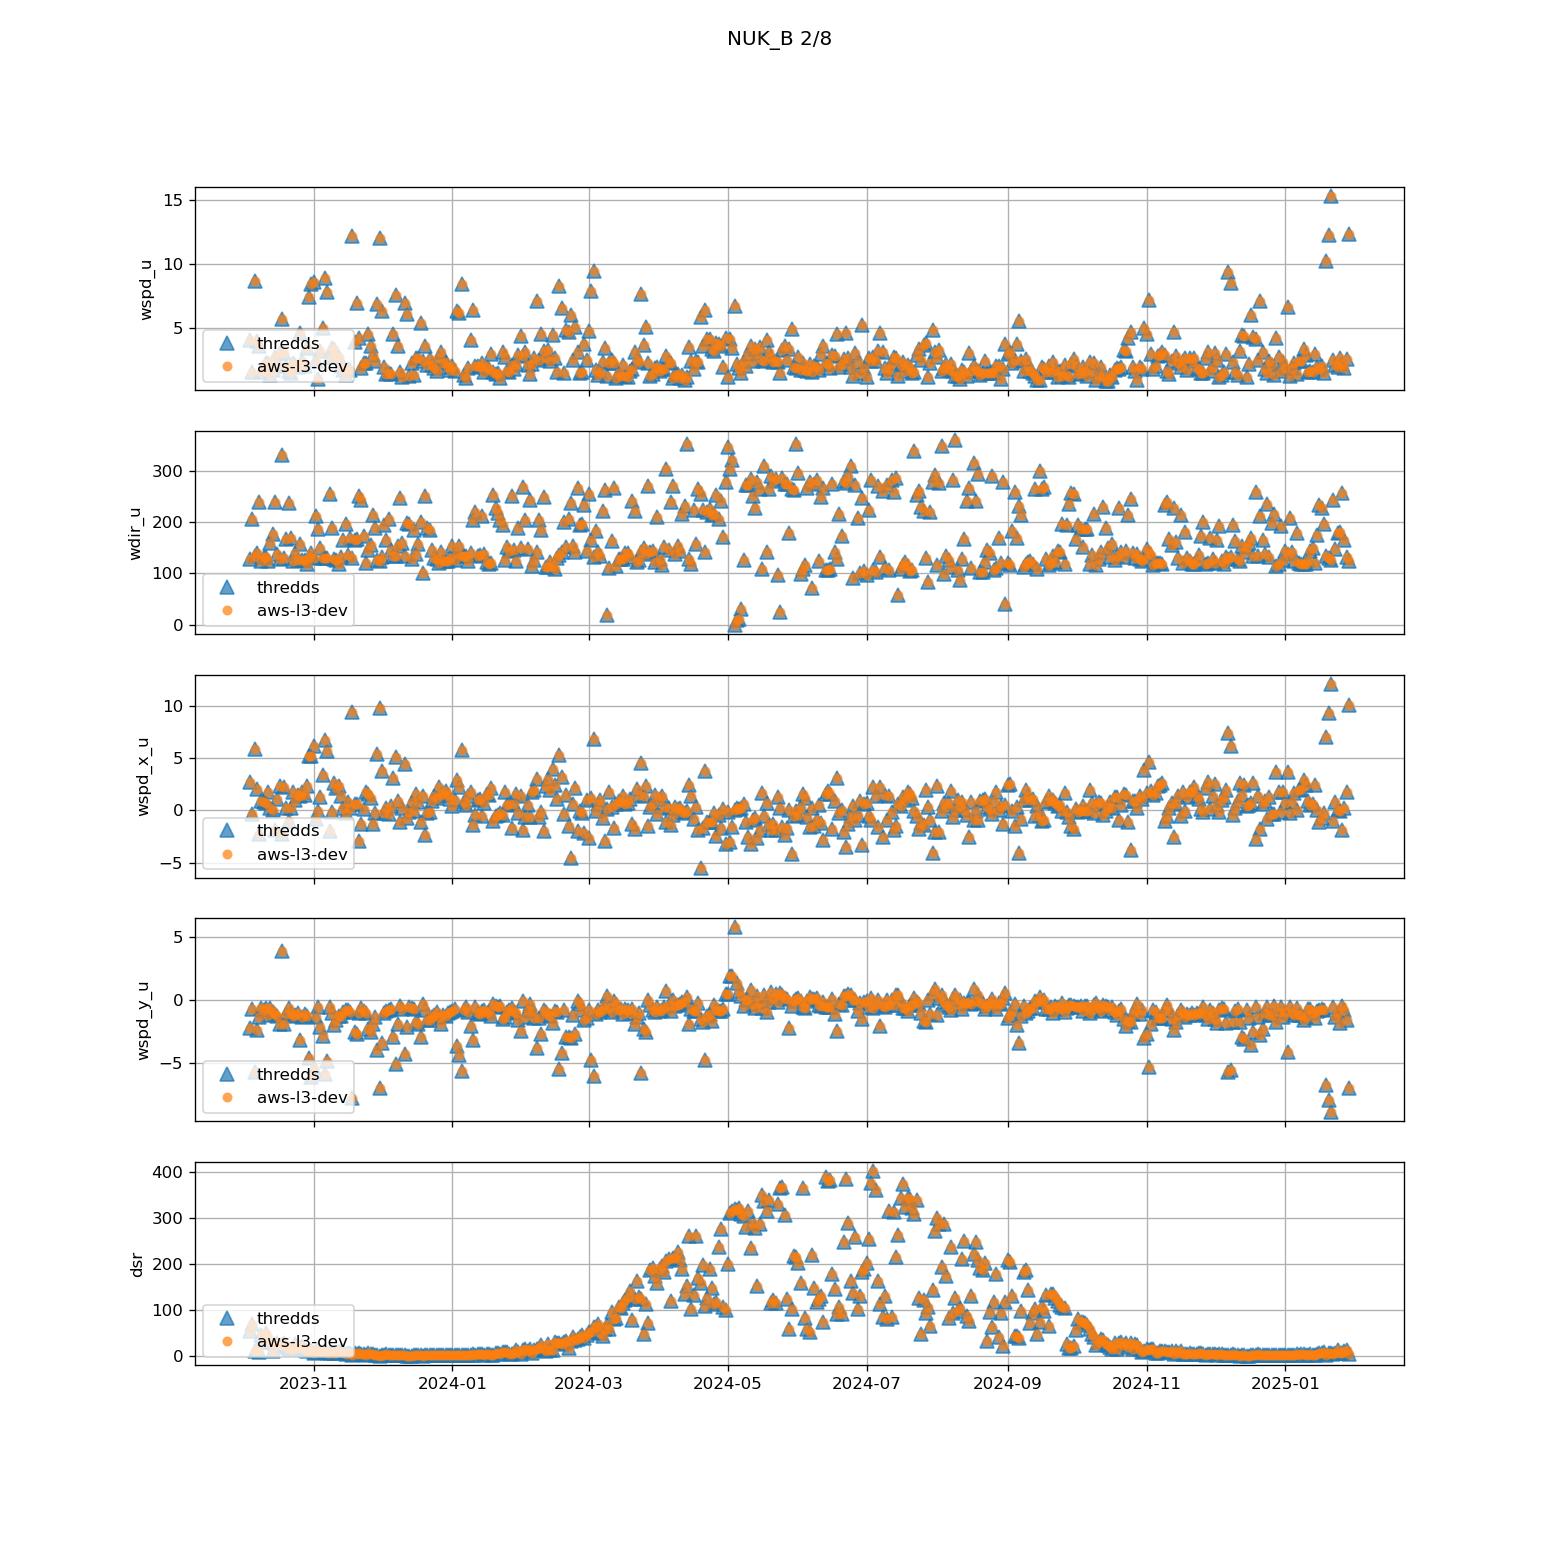 NUK_B 2/8
15
10
5
wspd_u
thredds
aws-l3-dev
300
200
100
0
wdir_u
thredds
aws-l3-dev
10
5
0
−5
wspd_x_u
thredds
aws-l3-dev
5
0
−5
wspd_y_u
thredds
aws-l3-dev
400
300
200
100
0
dsr
thredds
aws-l3-dev
2023-11 2024-01 2024-03 2024-05 2024-07 2024-09 2024-11 2025-01